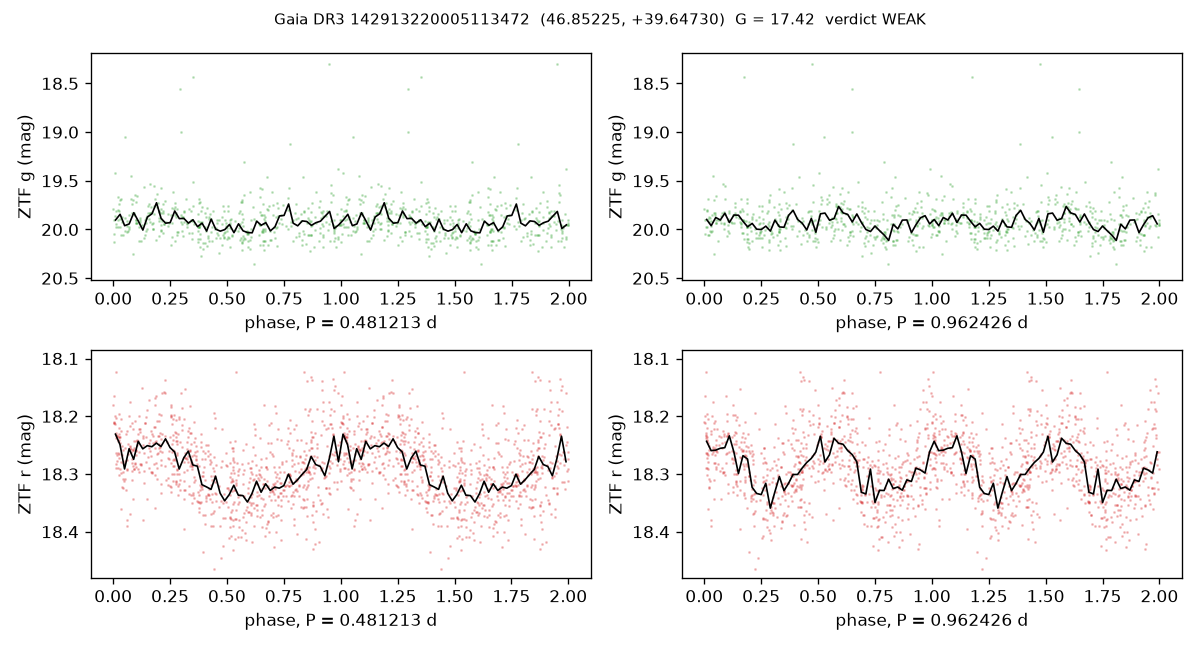 Gaia DR3 142913220005113472 (46.85225, +39.64730) G = 17.42 verdict WEAK
ZTF g (mag)
18.5
19.0
19.5
20.0
20.5
0.00 0.25 0.50 0.75 1.00 1.25 1.50 1.75 2.00
phase, P = 0.481213 d
ZTF g (mag)
18.5
19.0
19.5
20.0
20.5
0.00 0.25 0.50 0.75 1.00 1.25 1.50 1.75 2.00
phase, P = 0.962426 d
ZTF r (mag)
18.1
18.2
18.3
18.4
0.00 0.25 0.50 0.75 1.00 1.25 1.50 1.75 2.00
phase, P = 0.481213 d
ZTF r (mag)
18.1
18.2
18.3
18.4
0.00 0.25 0.50 0.75 1.00 1.25 1.50 1.75 2.00
phase, P = 0.962426 d